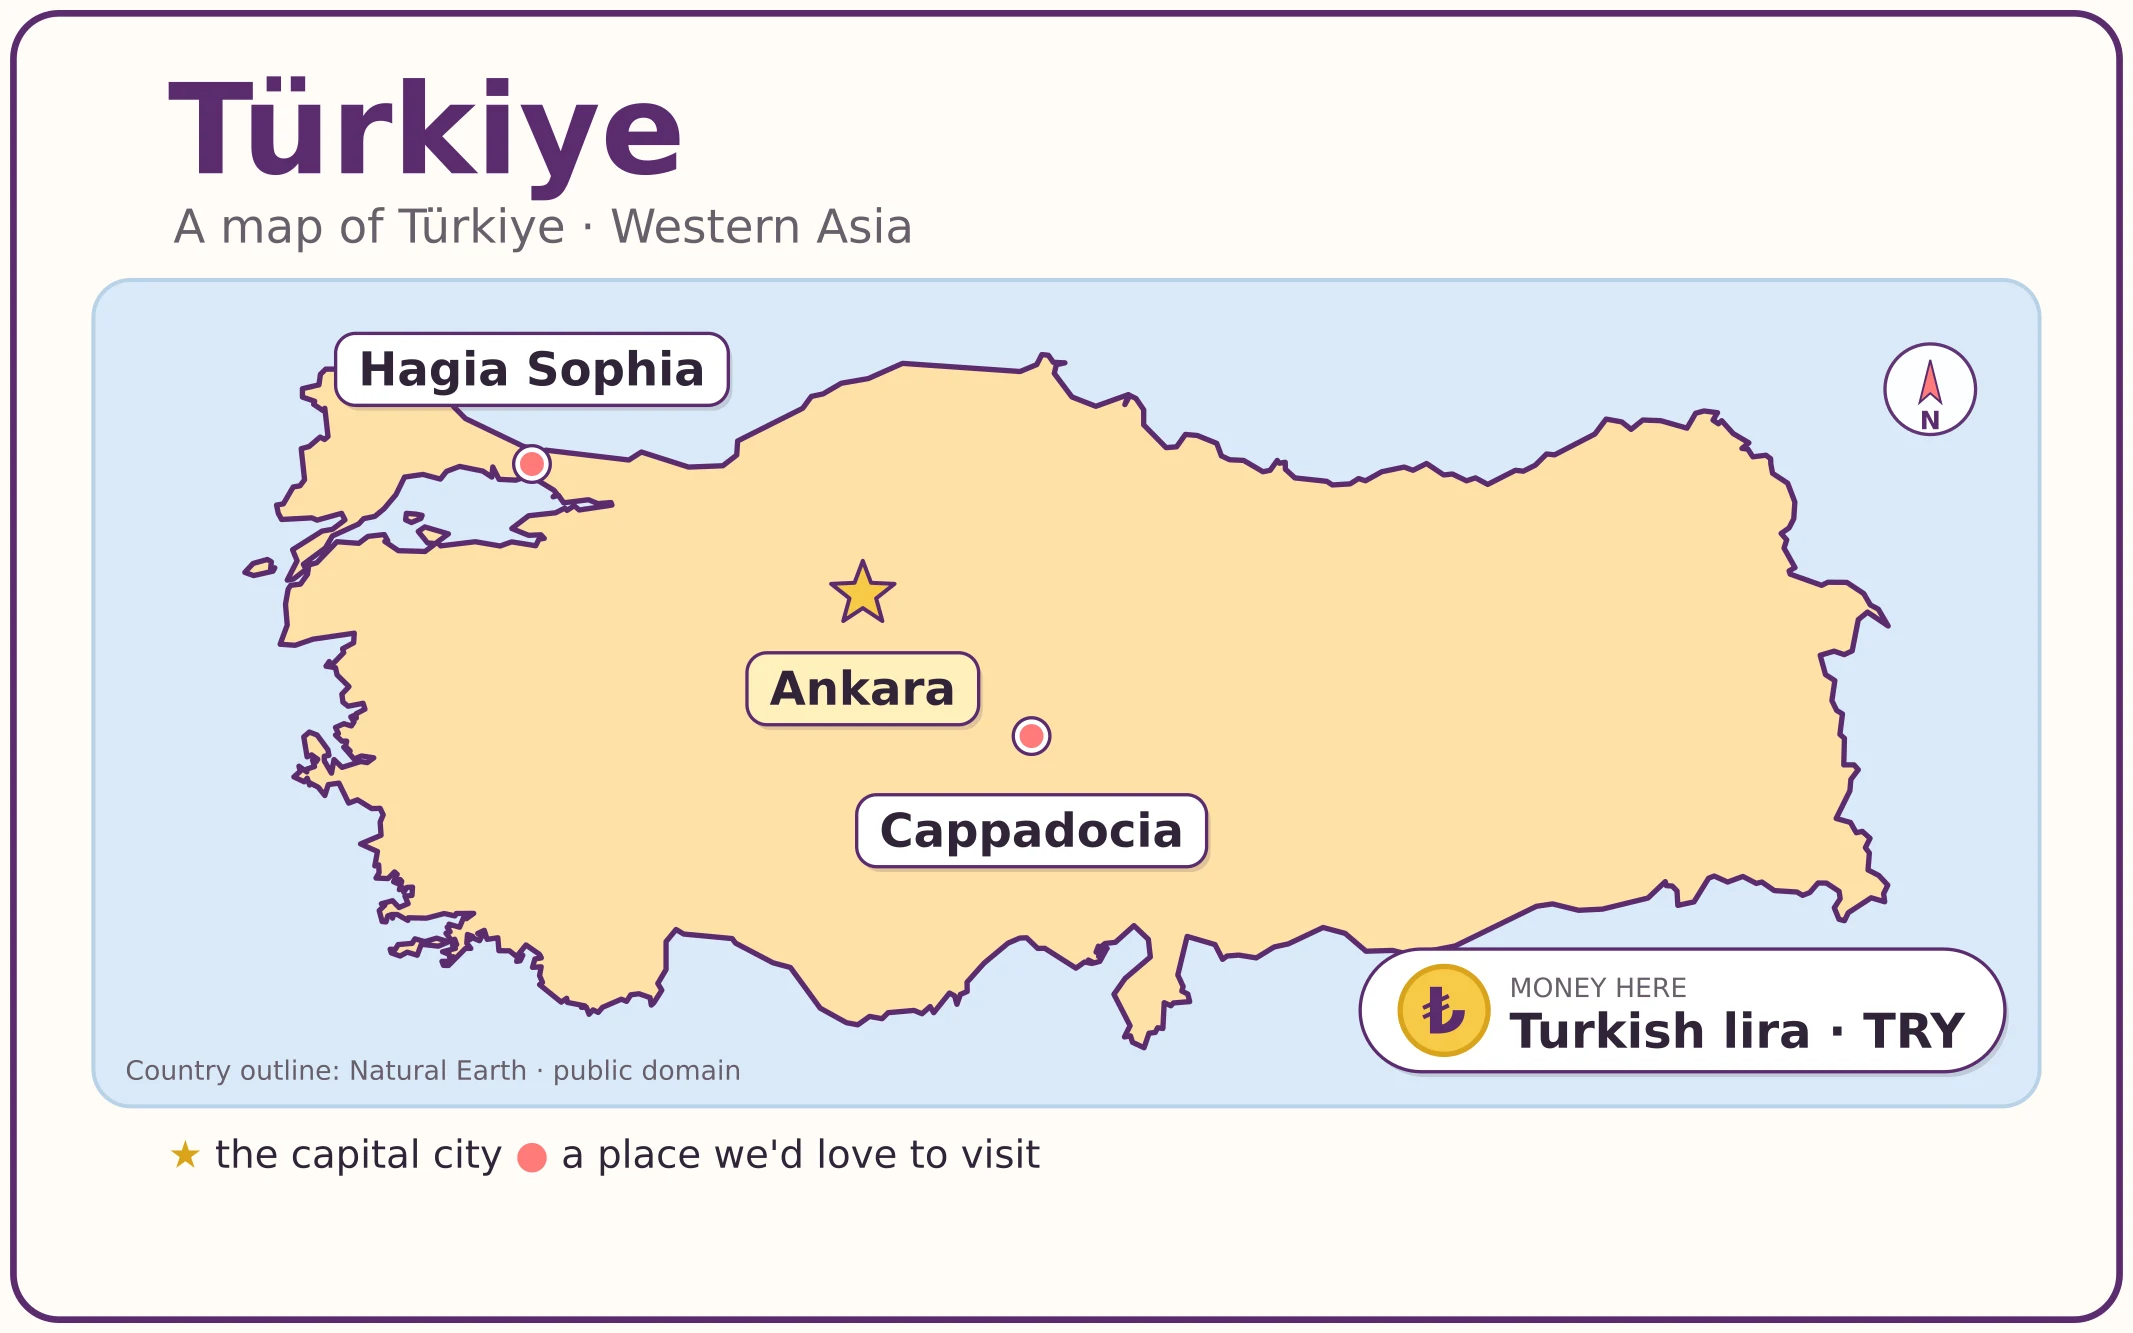 Türkiye
A map of Türkiye · Western Asia
Hagia Sophia
N
Ankara
Cappadocia
MONEY HERE
₺
Turkish lira · TRY
Country outline: Natural Earth · public domain
★ the capital city ● a place we'd love to visit